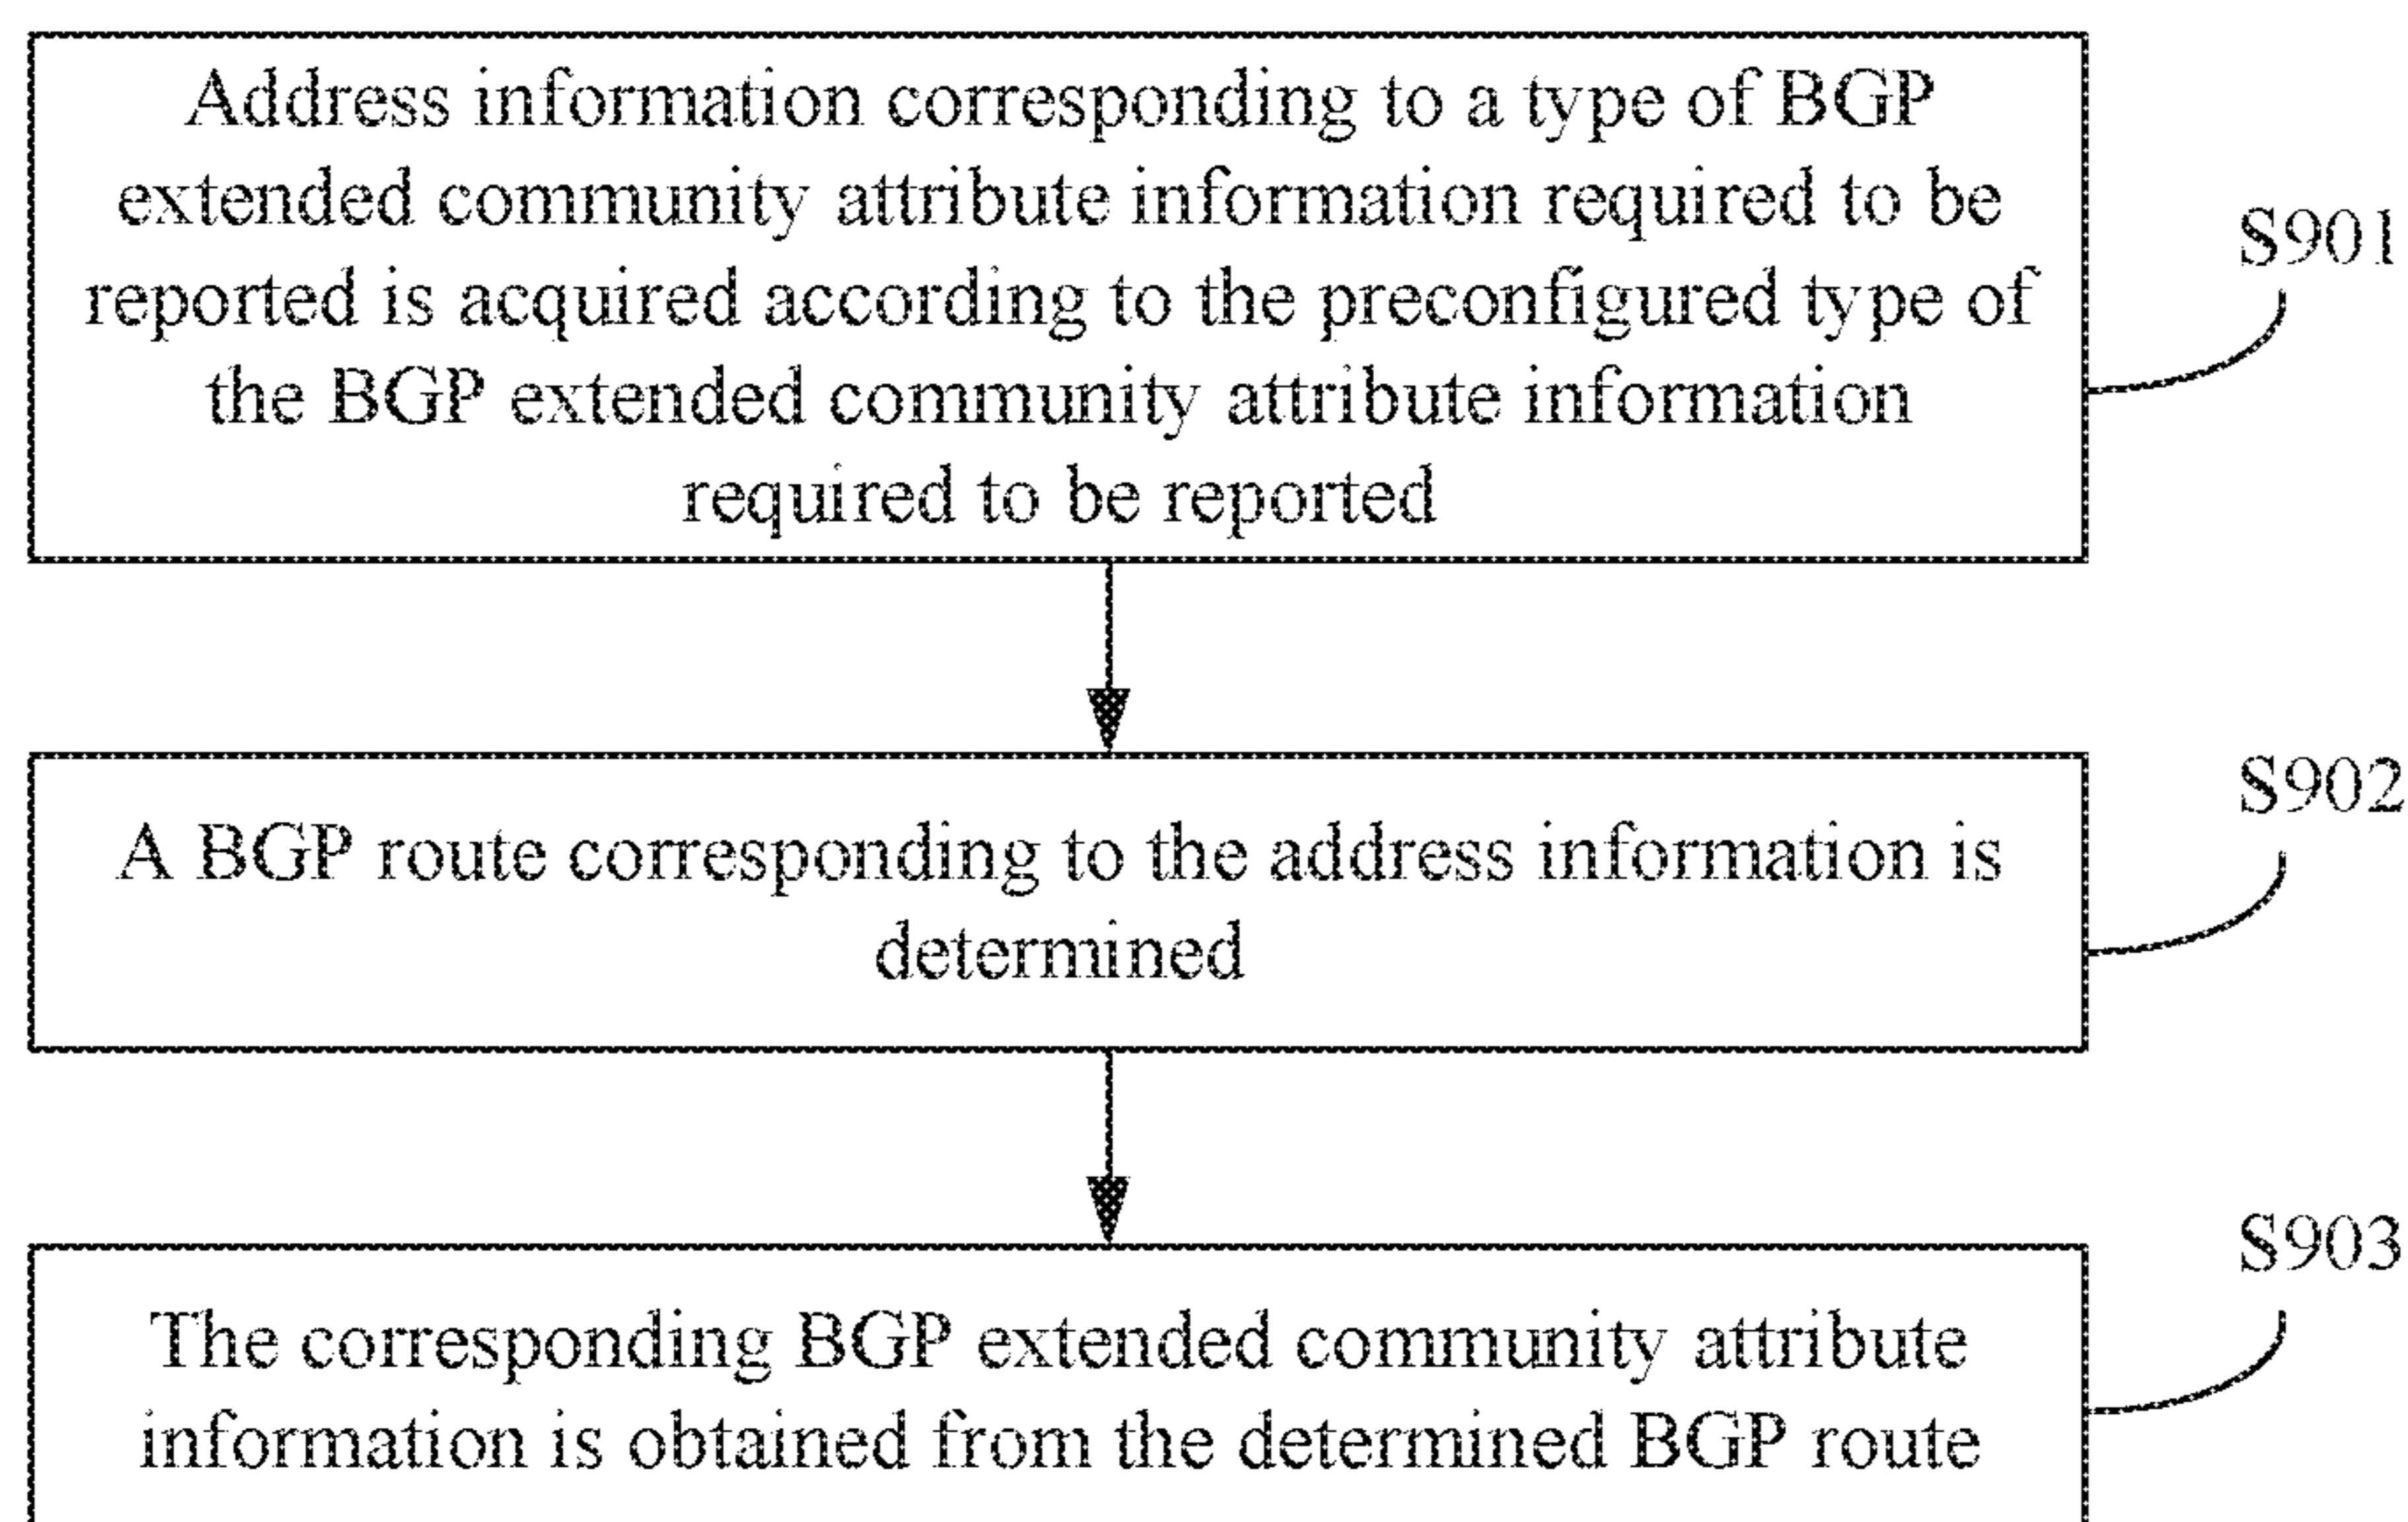 Address information corresponding to a type of BGP
extended community attribute information required to be
reported is acquired according to the preconfigured type of
the BGP extended community attribute information
required to be reported
S901
A BGP route corresponding to the address information is
determined
S902
The corresponding BGP extended community attribute
information is obtained from the determined BGP route
S903